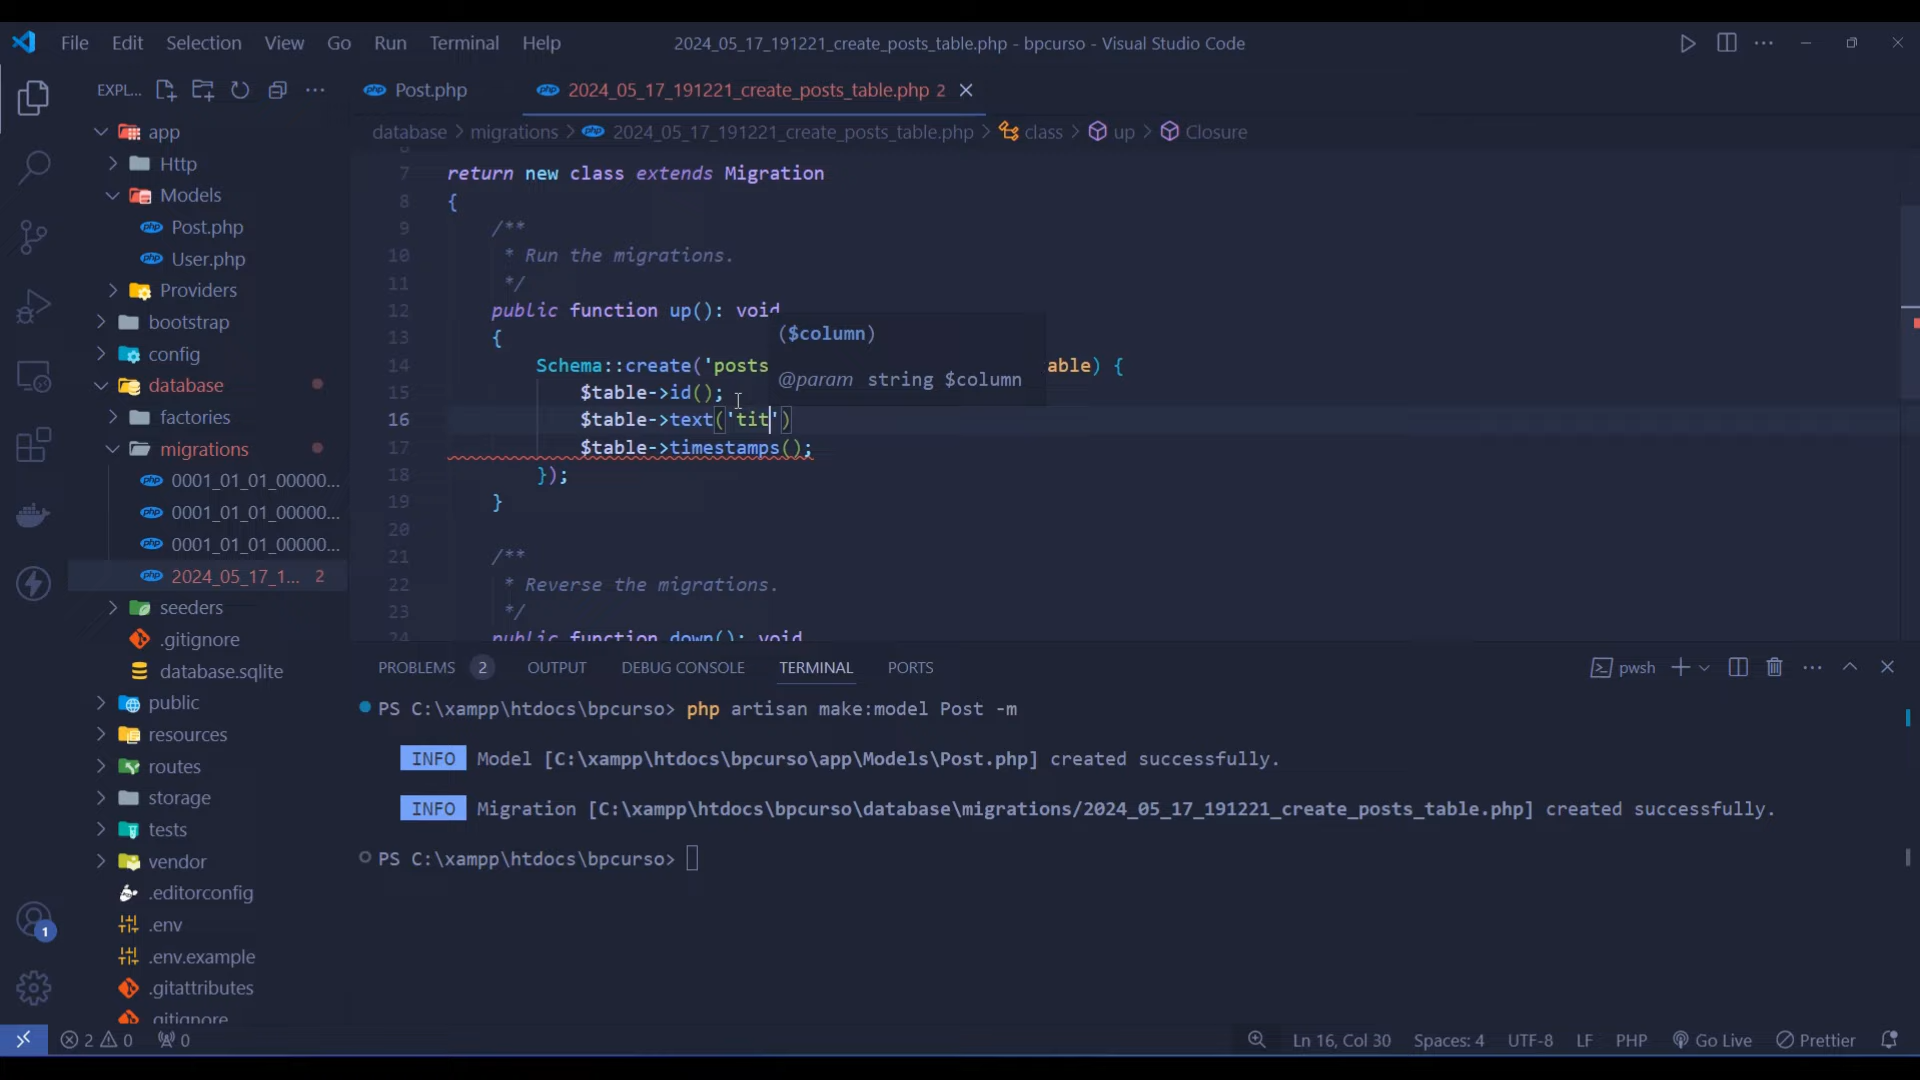 File Edit Selection View Go Run Terminal Help 2024_05_17_191221_create_posts_table.php - bpcurso - Visual Studio Code
EXPL... Post.php 2024_05_17_191221_create_posts_table.php 2
database > migrations > 2024_05_17_191221_create_posts_table.php > class > up > Closure
app
Http
Models
Post.php
User.php
Providers
bootstrap
config
database
factories
migrations
0001_01_01_00000...
0001_01_01_00000...
0001_01_01_00000...
2024_05_17_1... 2
seeders
.gitignore
database.sqlite
public
resources
routes
storage
tests
vendor
.editorconfig
.env
.env.example
.gitattributes
.gitignore
7 return new class extends Migration
8 {
9 /**
10 * Run the migrations.
11 */
12 public function up(): void
13 {
14 Schema::create('posts able) {
15 $table->id();
16 $table->text('tit')
17 $table->timestamps();
18 });
19 }
20
21 /**
22 * Reverse the migrations.
23 */
24 public function down(): void
($column)
@param string $column
PROBLEMS 2 OUTPUT DEBUG CONSOLE TERMINAL PORTS pwsh
PS C:\xampp\htdocs\bpcurso> php artisan make:model Post -m
INFO Model [C:\xampp\htdocs\bpcurso\app\Models\Post.php] created successfully.
INFO Migration [C:\xampp\htdocs\bpcurso\database\migrations/2024_05_17_191221_create_posts_table.php] created successfully.
PS C:\xampp\htdocs\bpcurso>
1
2 0 0 Ln 16, Col 30 Spaces: 4 UTF-8 LF PHP Go Live Prettier